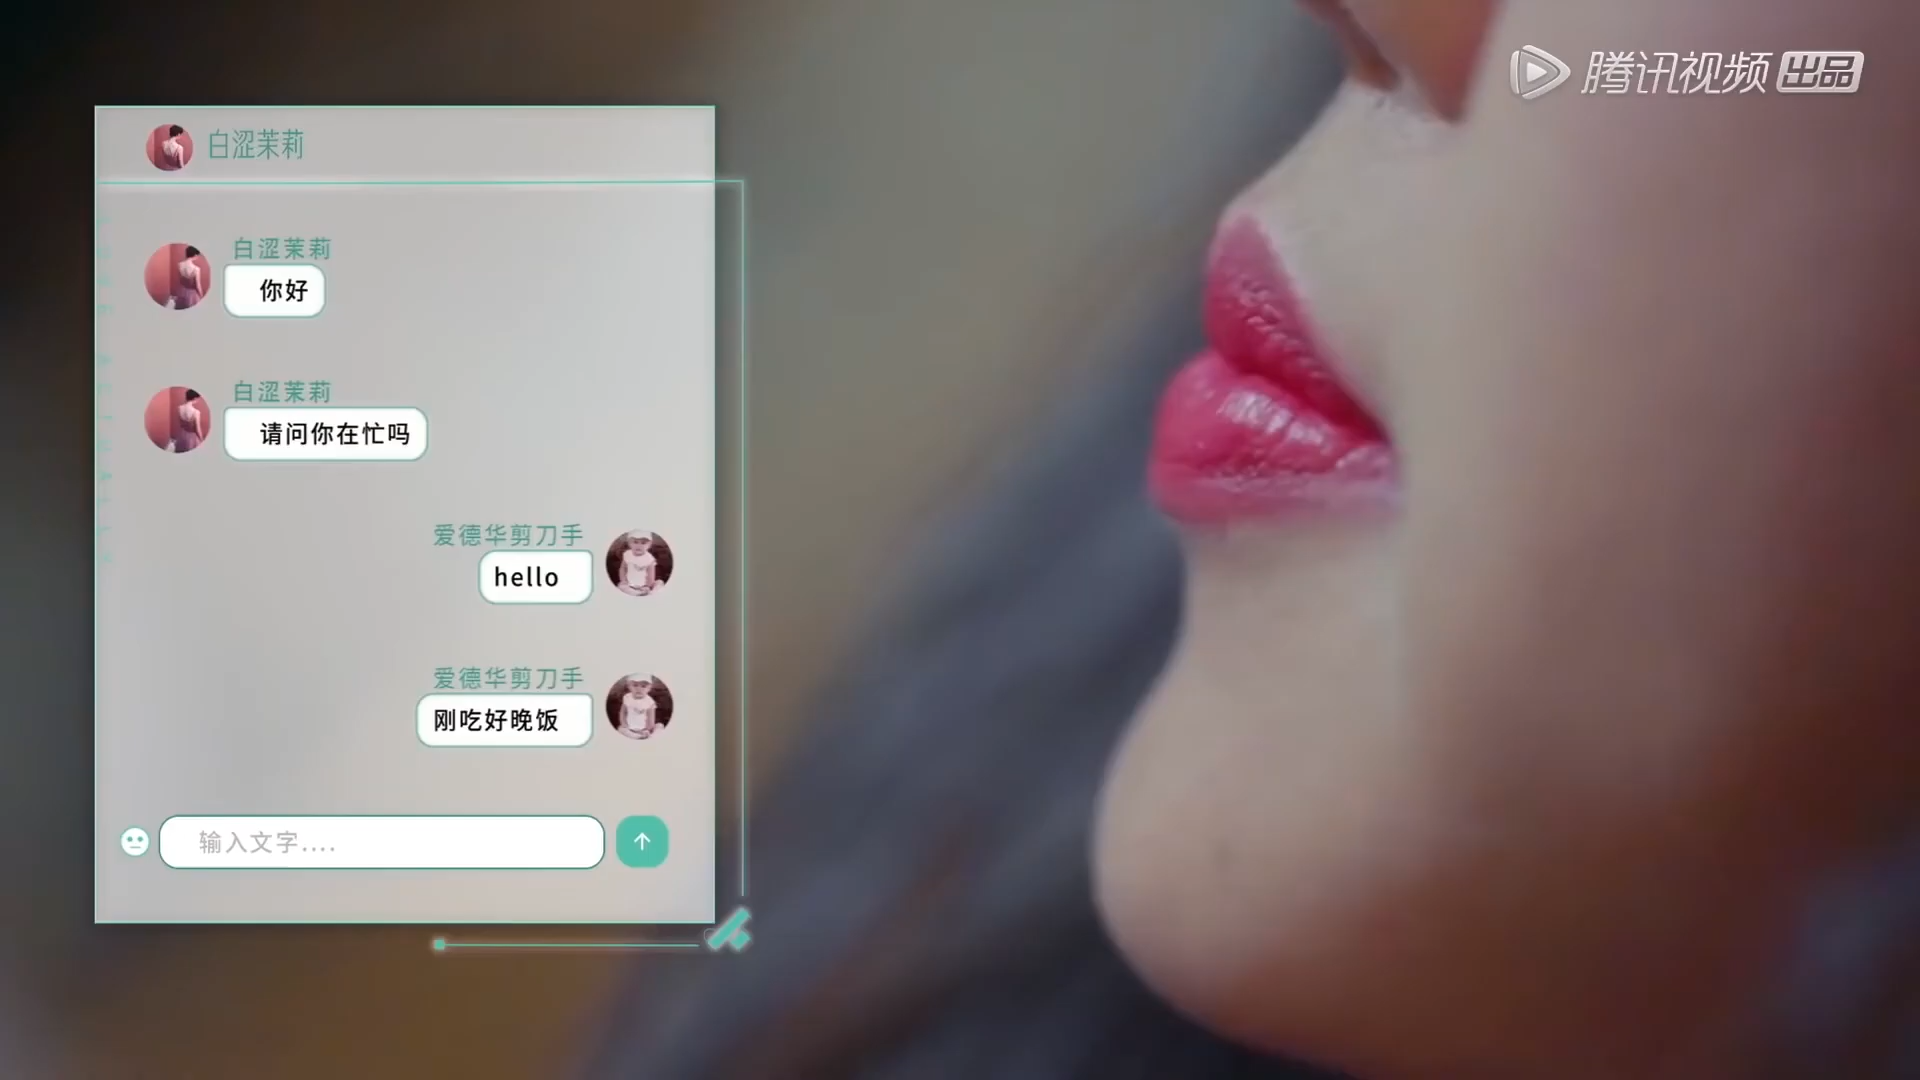 腾讯视频 出品
白涩茉莉
白涩茉莉
你好
白涩茉莉
请问你在忙吗
爱德华剪刀手
hello
爱德华剪刀手
刚吃好晚饭
输入文字....